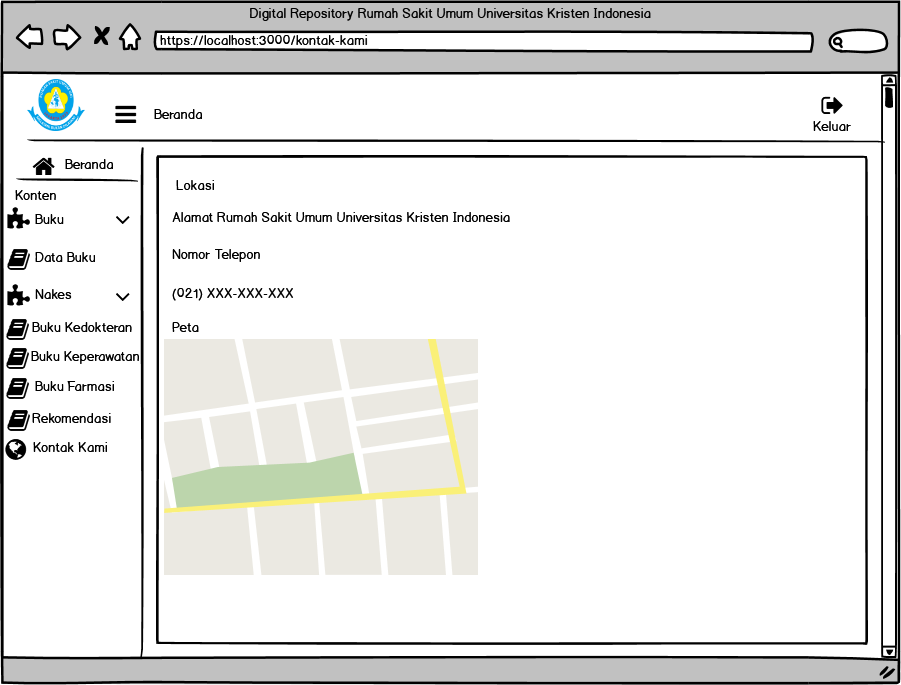 Digital Repository Rumah Sakit Umum Universitas Kristen Indonesia
https://localhost:3000/kontak-kami
Beranda
Keluar
Beranda
Konten
Buku
Data Buku
Nakes
Buku Kedokteran
Buku Keperawatan
Buku Farmasi
Rekomendasi
Kontak Kami
Lokasi
Alamat Rumah Sakit Umum Universitas Kristen Indonesia
Nomor Telepon
(021) XXX-XXX-XXX
Peta